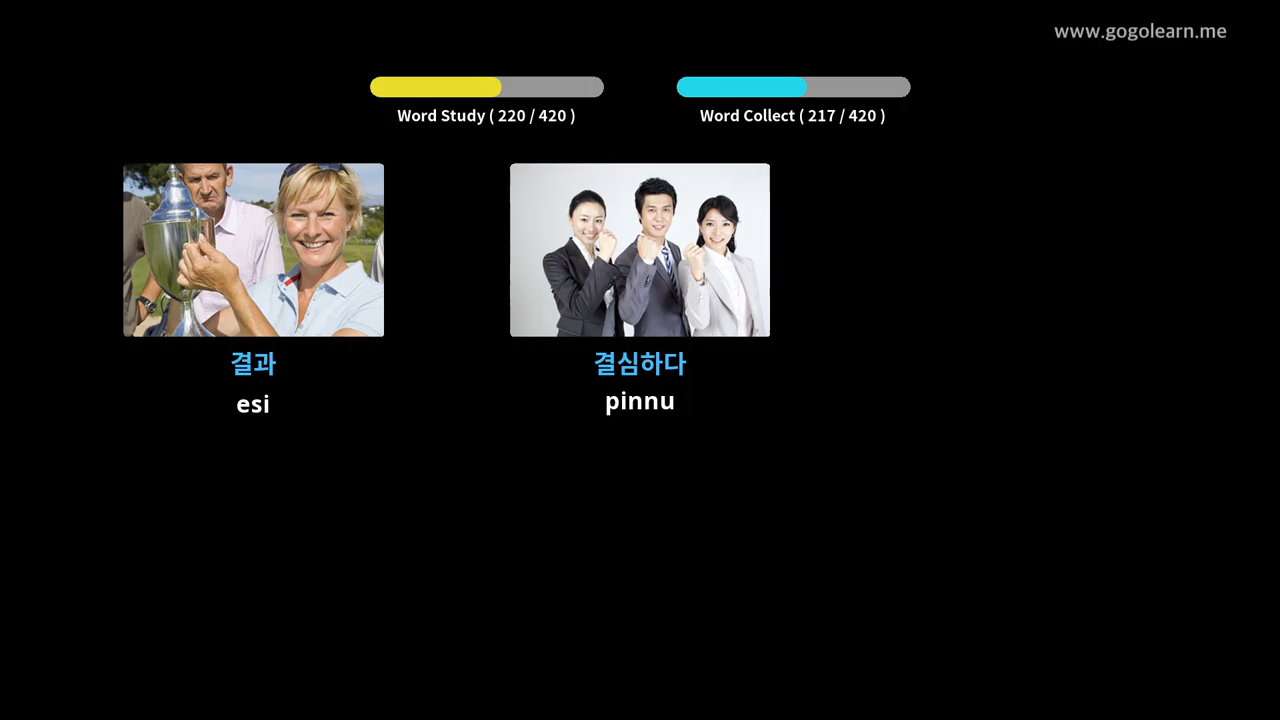 www.gogolearn.me
Word Study ( 220 / 420 )
Word Collect ( 217 / 420 )
결과
esi
결심하다
pinnu